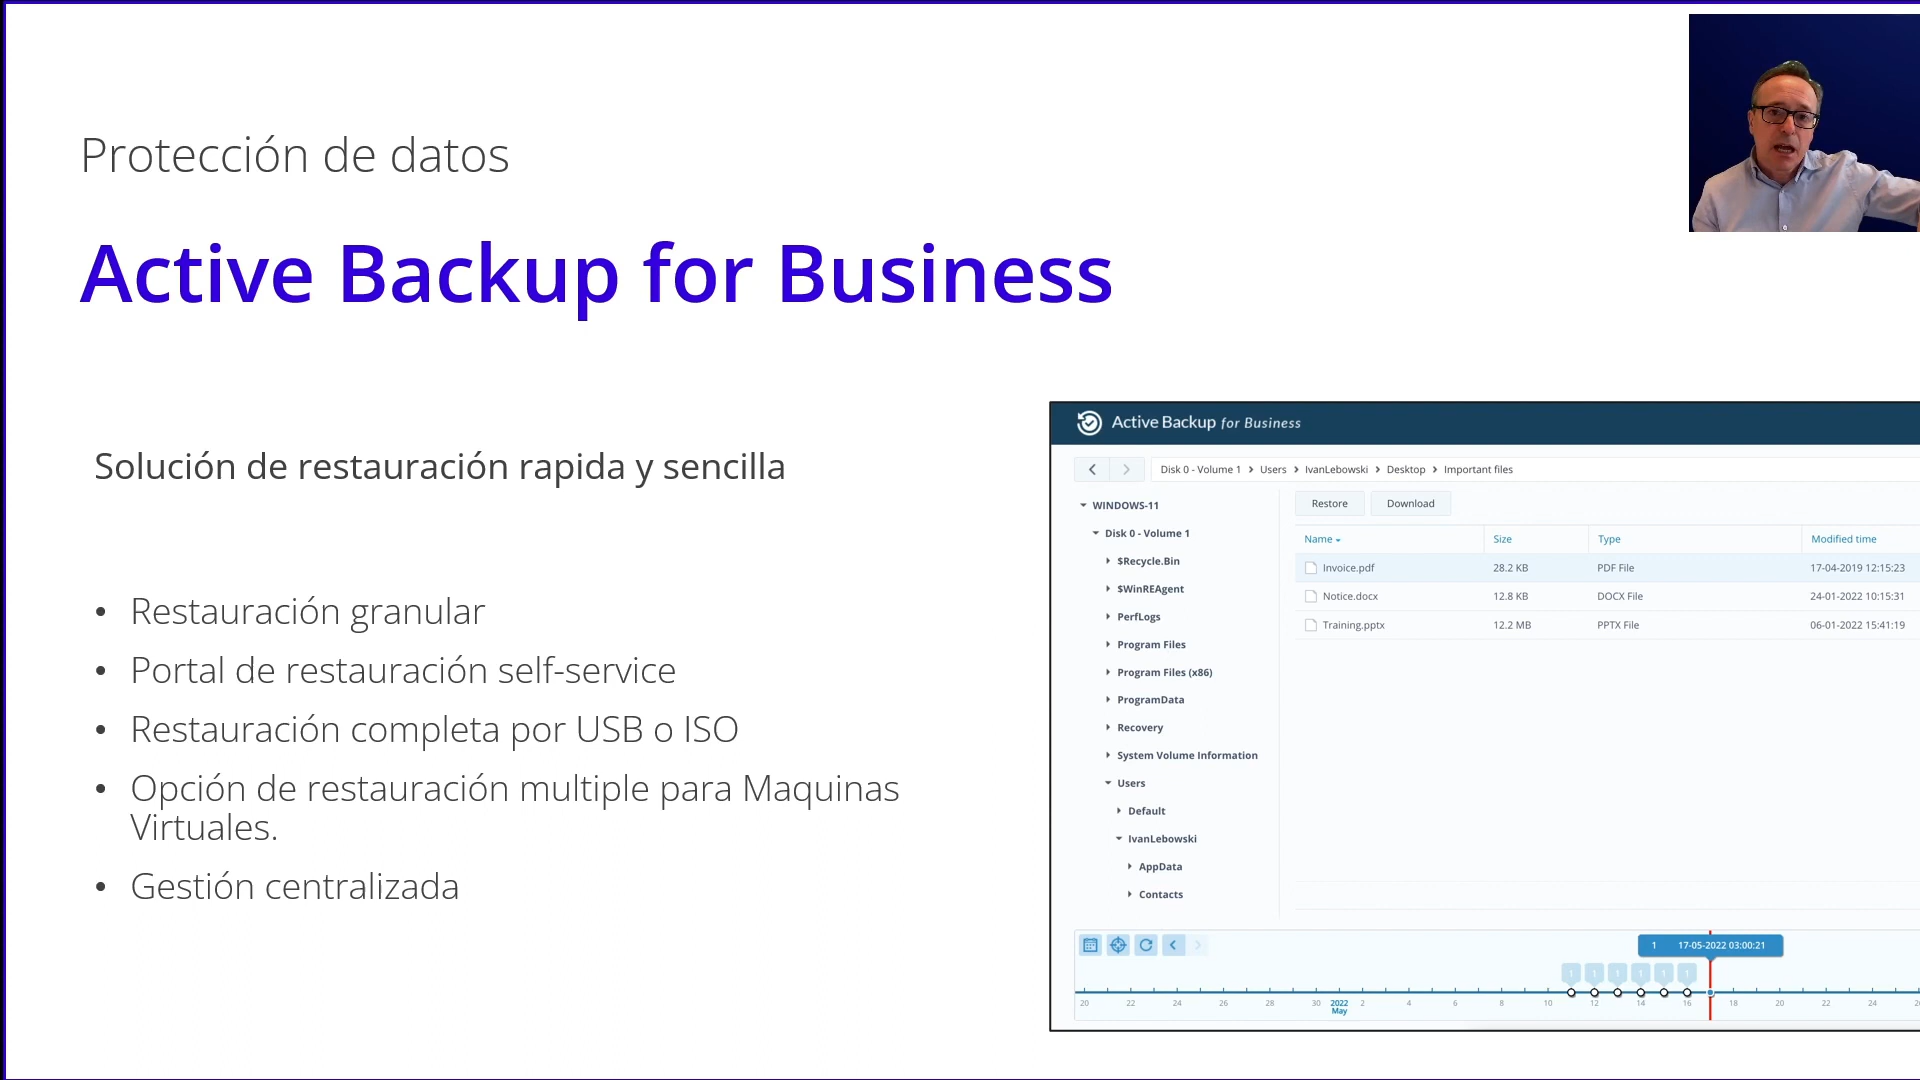 Protección de datos
Active Backup for Business
Solución de restauración rapida y sencilla
• Restauración granular
• Portal de restauración self-service
• Restauración completa por USB o ISO
• Opción de restauración multiple para Maquinas
Virtuales.
• Gestión centralizada
Active Backup for Business
Disk 0 - Volume 1 > Users > IvanLebowski > Desktop > Important files
WINDOWS-11
Disk 0 - Volume 1
$Recycle.Bin
$WinREAgent
PerfLogs
Program Files
Program Files (x86)
ProgramData
Recovery
System Volume Information
Users
Default
IvanLebowski
AppData
Contacts
Restore Download
Name Size Type Modified time
Invoice.pdf 28.2 KB PDF File 17-04-2019 12:15:23
Notice.docx 12.8 KB DOCX File 24-01-2022 10:15:31
Training.pptx 12.2 MB PPTX File 06-01-2022 15:41:19
1 17-05-2022 03:00:21
1 1 1 1 1 1
20 22 24 26 28 30 2022 2 4 6 8 10 12 14 16 18 20 22 24
May